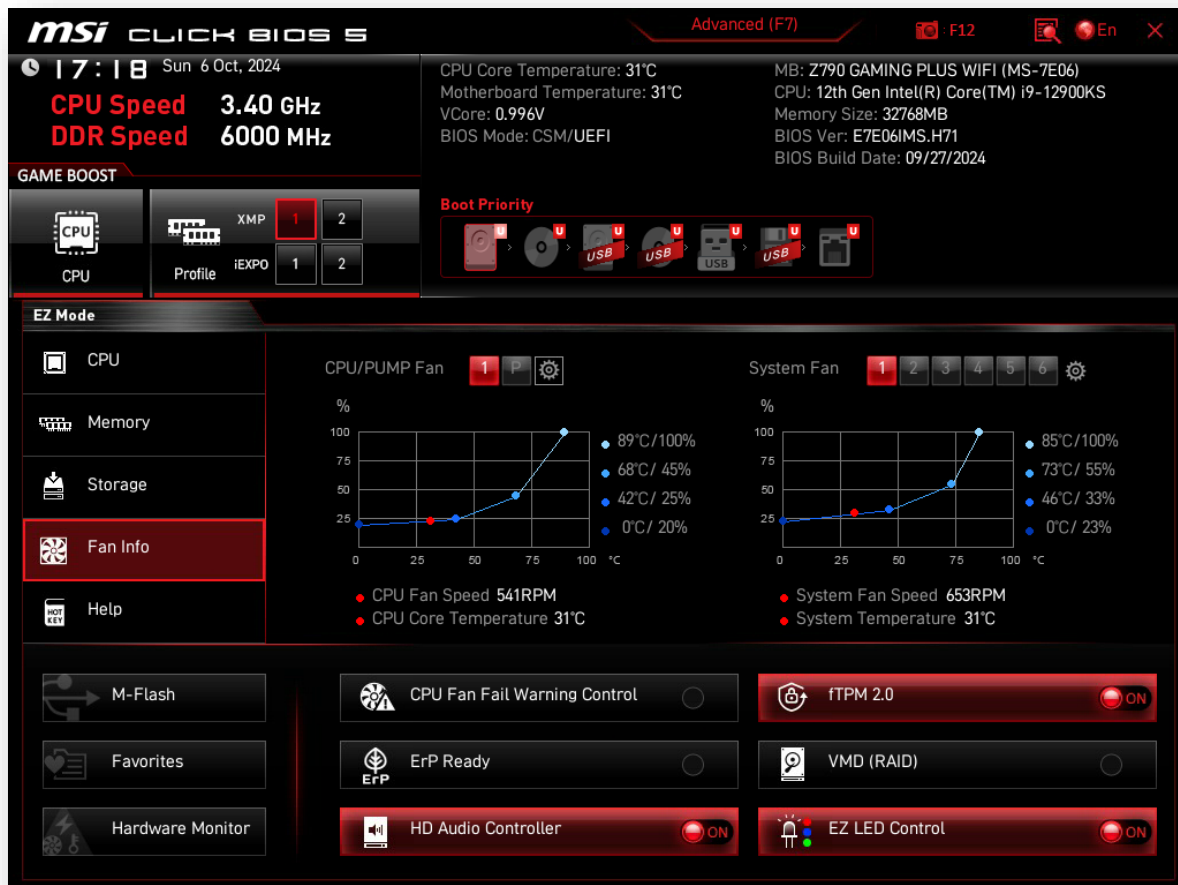 msi CLICK BIOS 5
Advanced (F7)
: F12
En
17:18 Sun 6 Oct, 2024
CPU Speed 3.40 GHz
DDR Speed 6000 MHz
CPU Core Temperature: 31°C
Motherboard Temperature: 31°C
VCore: 0.996V
BIOS Mode: CSM/UEFI
MB: Z790 GAMING PLUS WIFI (MS-7E06)
CPU: 12th Gen Intel(R) Core(TM) i9-12900KS
Memory Size: 32768MB
BIOS Ver: E7E06IMS.H71
BIOS Build Date: 09/27/2024
GAME BOOST
CPU
CPU
Profile
XMP 1 2
iEXPO 1 2
Boot Priority
U U U U U U U
USB USB USB USB
EZ Mode
CPU
Memory
Storage
Fan Info
HOT KEY
Help
CPU/PUMP Fan 1 P
%
100
75
50
25
0 25 50 75 100 °C
89°C/100%
68°C/ 45%
42°C/ 25%
0°C/ 20%
CPU Fan Speed 541RPM
CPU Core Temperature 31°C
System Fan 1 2 3 4 5 6
%
100
75
50
25
0 25 50 75 100 °C
85°C/100%
73°C/ 55%
46°C/ 33%
0°C/ 23%
System Fan Speed 653RPM
System Temperature 31°C
M-Flash
Favorites
Hardware Monitor
CPU Fan Fail Warning Control
fTPM 2.0 ON
ErP
ErP Ready
VMD (RAID)
HD Audio Controller ON
EZ LED Control ON